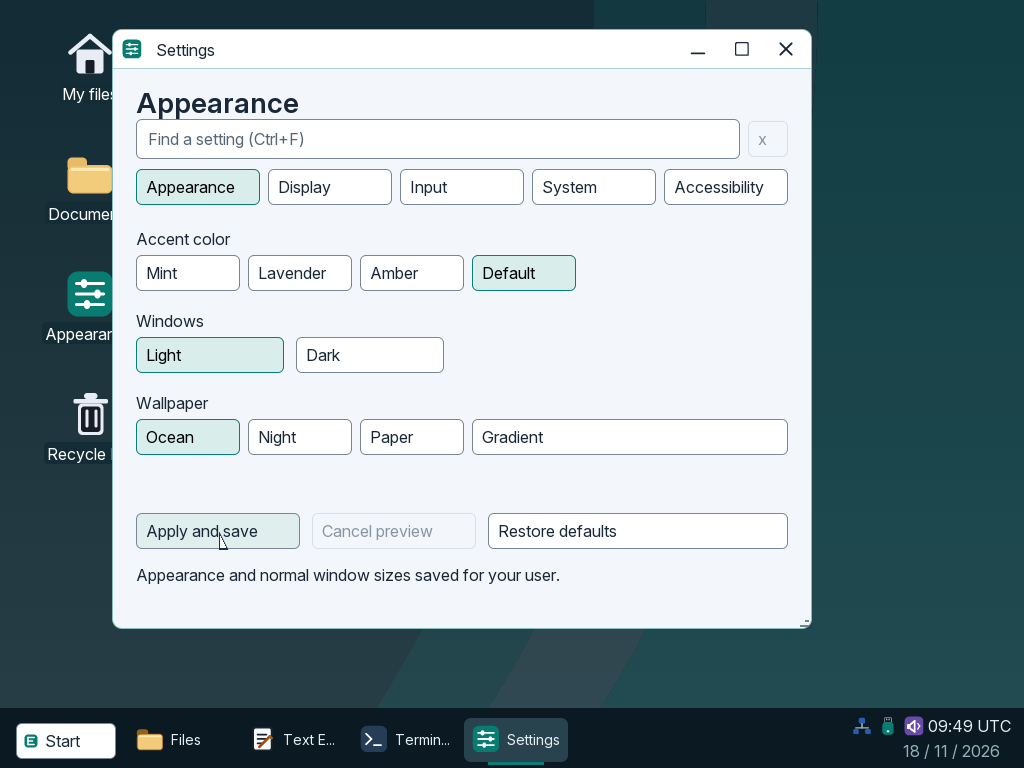 My files
Documen
Appearan
Recycle
Settings
Appearance
Find a setting (Ctrl+F)
x
Appearance
Display
Input
System
Accessibility
Accent color
Mint
Lavender
Amber
Default
Windows
Light
Dark
Wallpaper
Ocean
Night
Paper
Gradient
Apply and save
Cancel preview
Restore defaults
Appearance and normal window sizes saved for your user.
Start
Files
Text E...
Termin...
Settings
09:49 UTC
18 / 11 / 2026